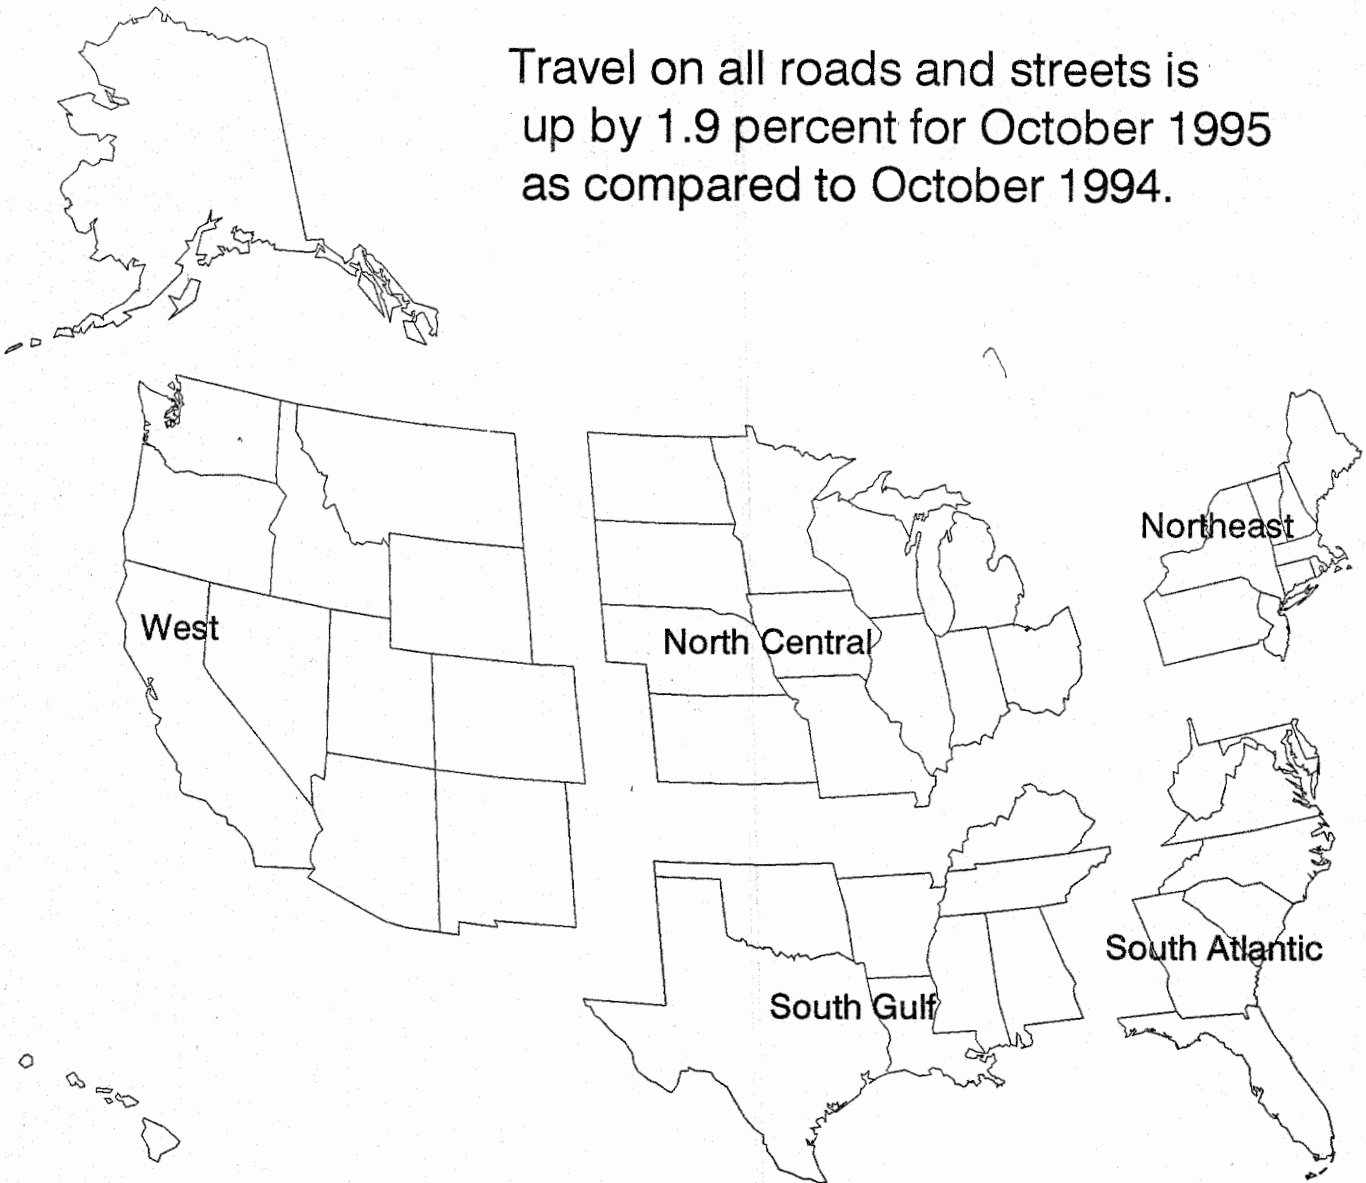 Travel on all roads and streets is
up by 1.9 percent for October 1995
as compared to October 1994.
Northeast
West
North Central
South Atlantic
South Gulf